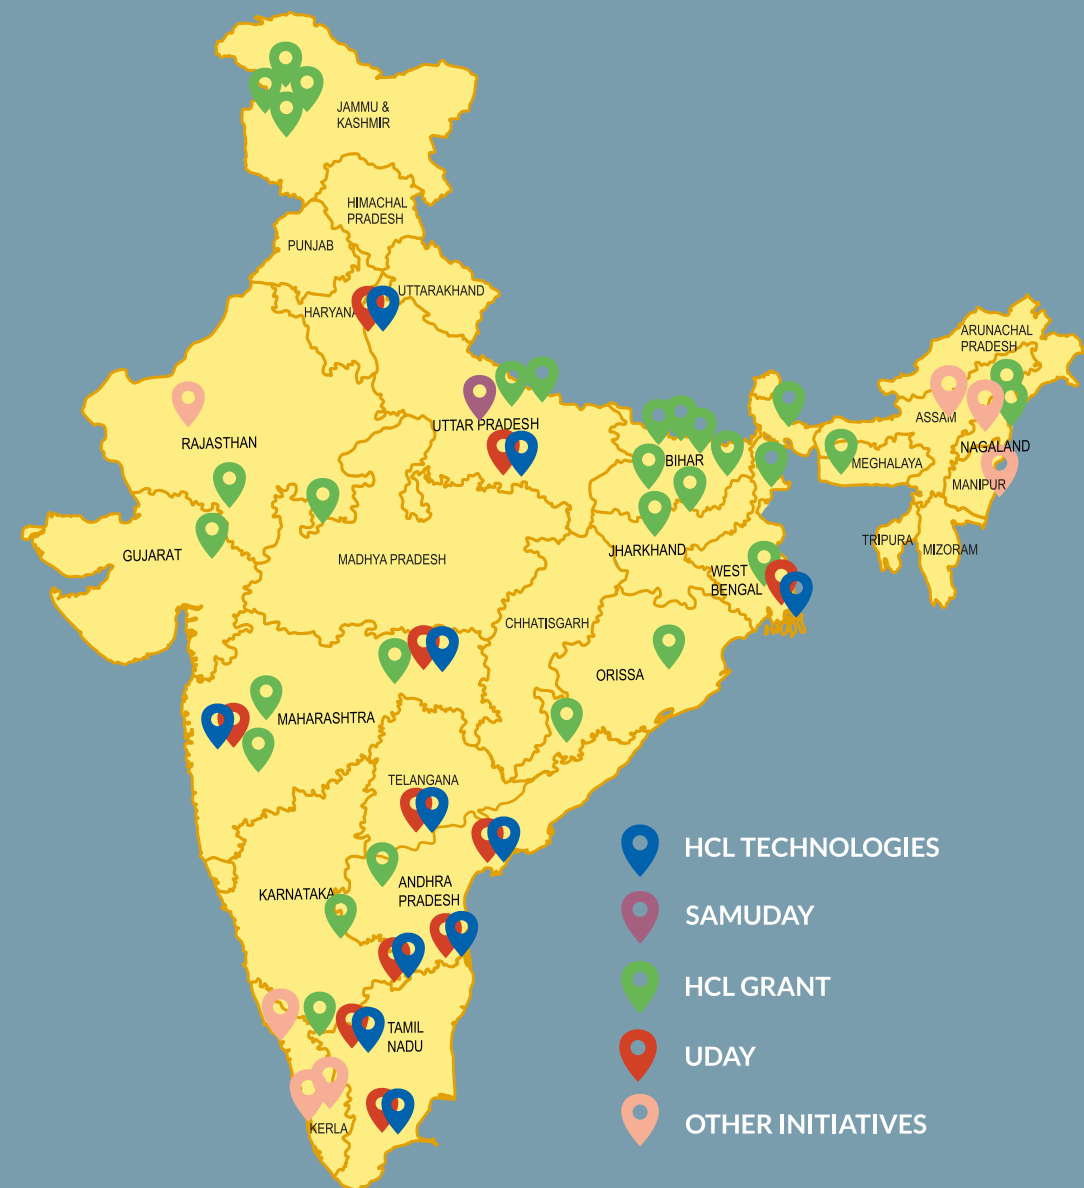 JAMMU &
KASHMIR
HIMACHAL
PRADESH
PUNJAB
UTTARAKHAND
HARYANA
ARUNACHAL
PRADESH
ASSAM
UTTAR PRADESH
RAJASTHAN
NAGALAND
BIHAR
MEGHALAYA
MANIPUR
TRIPURA
MIZORAM
GUJARAT
MADHYA PRADESH
JHARKHAND
WEST
BENGAL
CHHATISGARH
ORISSA
MAHARASHTRA
TELANGANA
KARNATAKA
ANDHRA
PRADESH
TAMIL
NADU
KERLA
HCL TECHNOLOGIES
SAMUDAY
HCL GRANT
UDAY
OTHER INITIATIVES